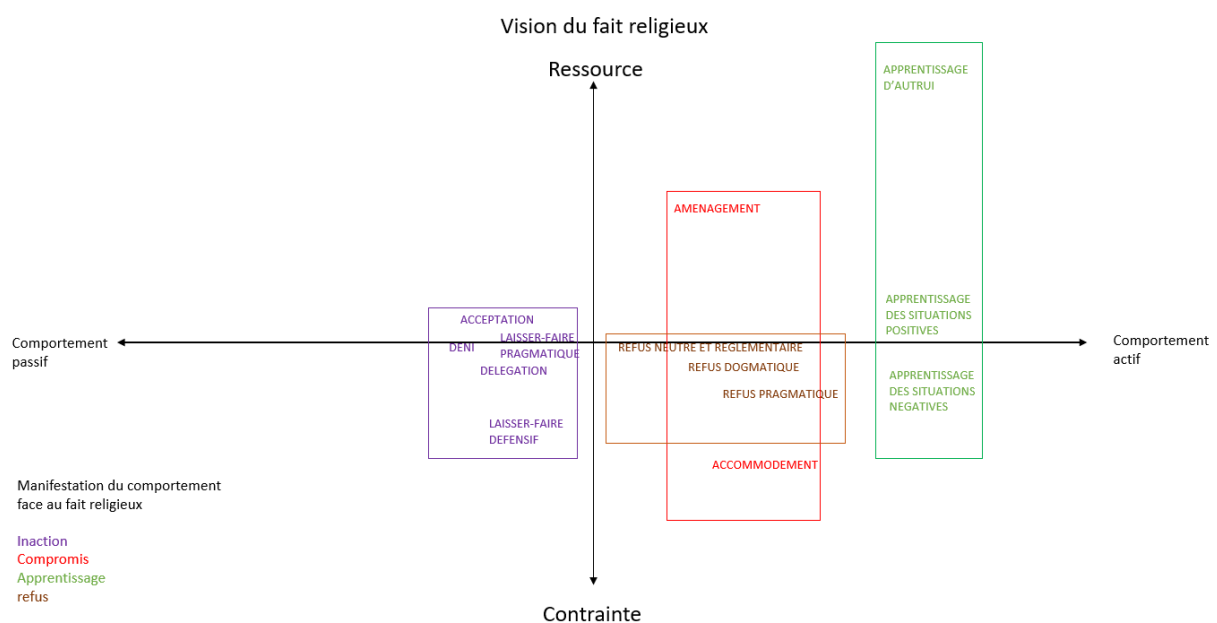 Vision du fait religieux
Ressource
APPRENTISSAGE
D'AUTRUI
AMENAGEMENT
APPRENTISSAGE
DES SITUATIONS
POSITIVES
ACCEPTATION
LAISSER-FAIRE
PRAGMATIQUE
DENI
DELEGATION
REFUS NEUTRE ET REGLEMENTAIRE
REFUS DOGMATIQUE
REFUS PRAGMATIQUE
Comportement
passif
Comportement
actif
APPRENTISSAGE
DES SITUATIONS
NEGATIVES
LAISSER-FAIRE
DEFENSIF
ACCOMMODEMENT
Manifestation du comportement
face au fait religieux
Inaction
Compromis
Apprentissage
refus
Contrainte